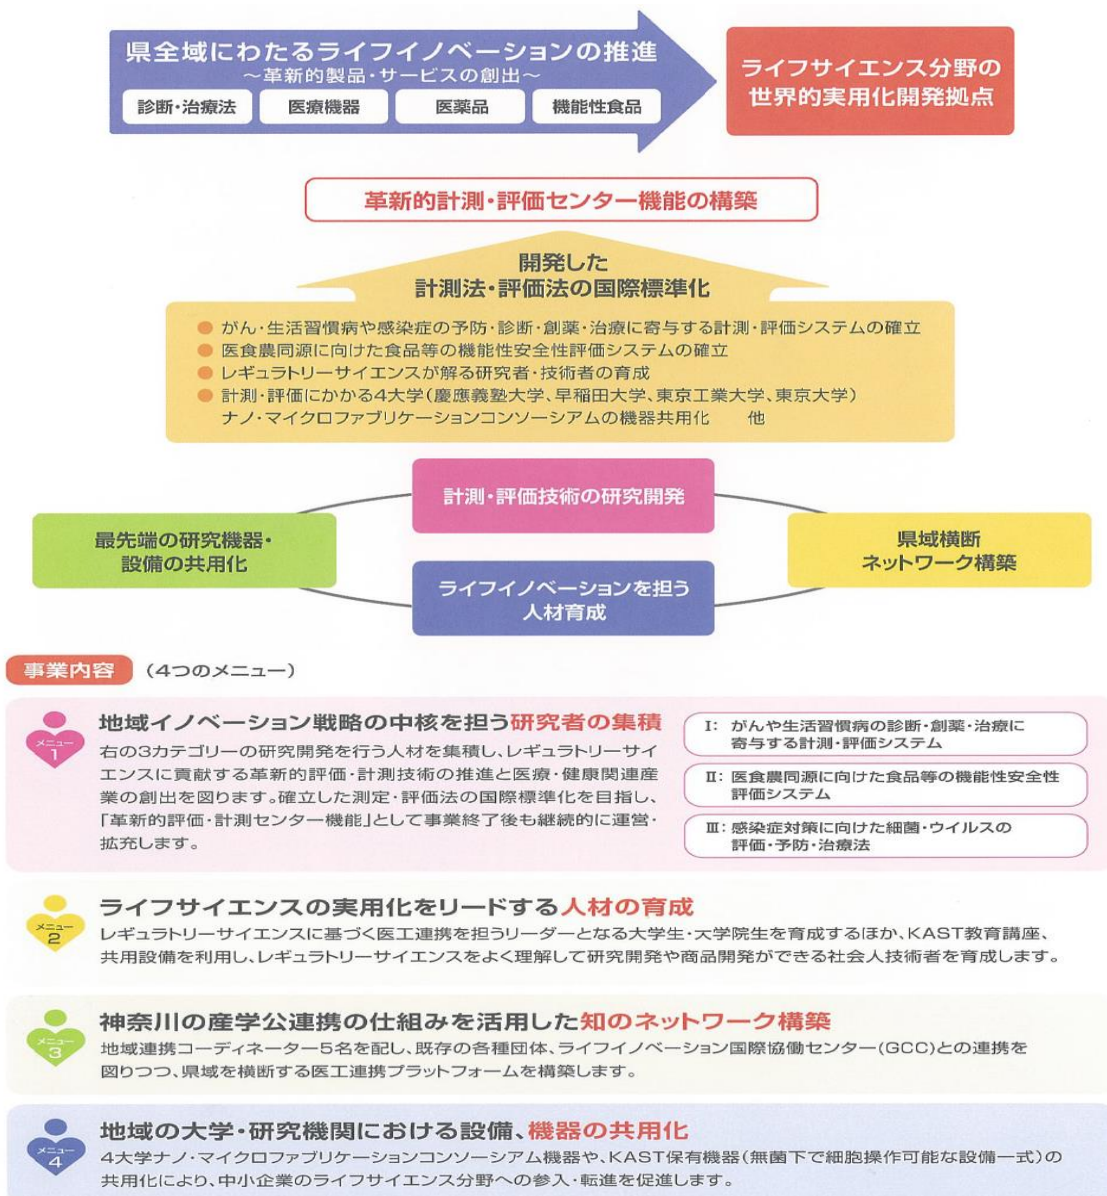 県全域にわたるライフイノベーションの推進
〜革新的製品・サービスの創出〜
診断・治療法
医療機器
医薬品
機能性食品
ライフサイエンス分野の
世界的実用化開発拠点
革新的計測・評価センター機能の構築
開発した
計測法・評価法の国際標準化
● がん・生活習慣病や感染症の予防・診断・創薬・治療に寄与する計測・評価システムの確立
● 医食農同源に向けた食品等の機能性安全性評価システムの確立
● レギュラトリーサイエンスが解る研究者・技術者の育成
● 計測・評価にかかる4大学(慶應義塾大学、早稲田大学、東京工業大学、東京大学)
ナノ・マイクロファブリケーションコンソーシアムの機器共用化 他
計測・評価技術の研究開発
最先端の研究機器・
設備の共用化
県域横断
ネットワーク構築
ライフイノベーションを担う
人材育成
事業内容 (4つのメニュー)
メニュー
1
地域イノベーション戦略の中核を担う研究者の集積
右の3カテゴリーの研究開発を行う人材を集積し、レギュラトリーサイ
エンスに貢献する革新的評価・計測技術の推進と医療・健康関連産
業の創出を図ります。確立した測定・評価法の国際標準化を目指し、
「革新的評価・計測センター機能」として事業終了後も継続的に運営・
拡充します。
Ⅰ: がんや生活習慣病の診断・創薬・治療に
寄与する計測・評価システム
Ⅱ: 医食農同源に向けた食品等の機能性安全性
評価システム
Ⅲ: 感染症対策に向けた細菌・ウイルスの
評価・予防・治療法
メニュー
2
ライフサイエンスの実用化をリードする人材の育成
レギュラトリーサイエンスに基づく医工連携を担うリーダーとなる大学生・大学院生を育成するほか、KAST教育講座、
共用設備を利用し、レギュラトリーサイエンスをよく理解して研究開発や商品開発ができる社会人技術者を育成します。
メニュー
3
神奈川の産学公連携の仕組みを活用した知のネットワーク構築
地域連携コーディネーター5名を配し、既存の各種団体、ライフイノベーション国際協働センター(GCC)との連携を
図りつつ、県域を横断する医工連携プラットフォームを構築します。
メニュー
4
地域の大学・研究機関における設備、機器の共用化
4大学ナノ・マイクロファブリケーションコンソーシアム機器や、KAST保有機器(無菌下で細胞操作可能な設備一式)の
共用化により、中小企業のライフサイエンス分野への参入・転進を促進します。